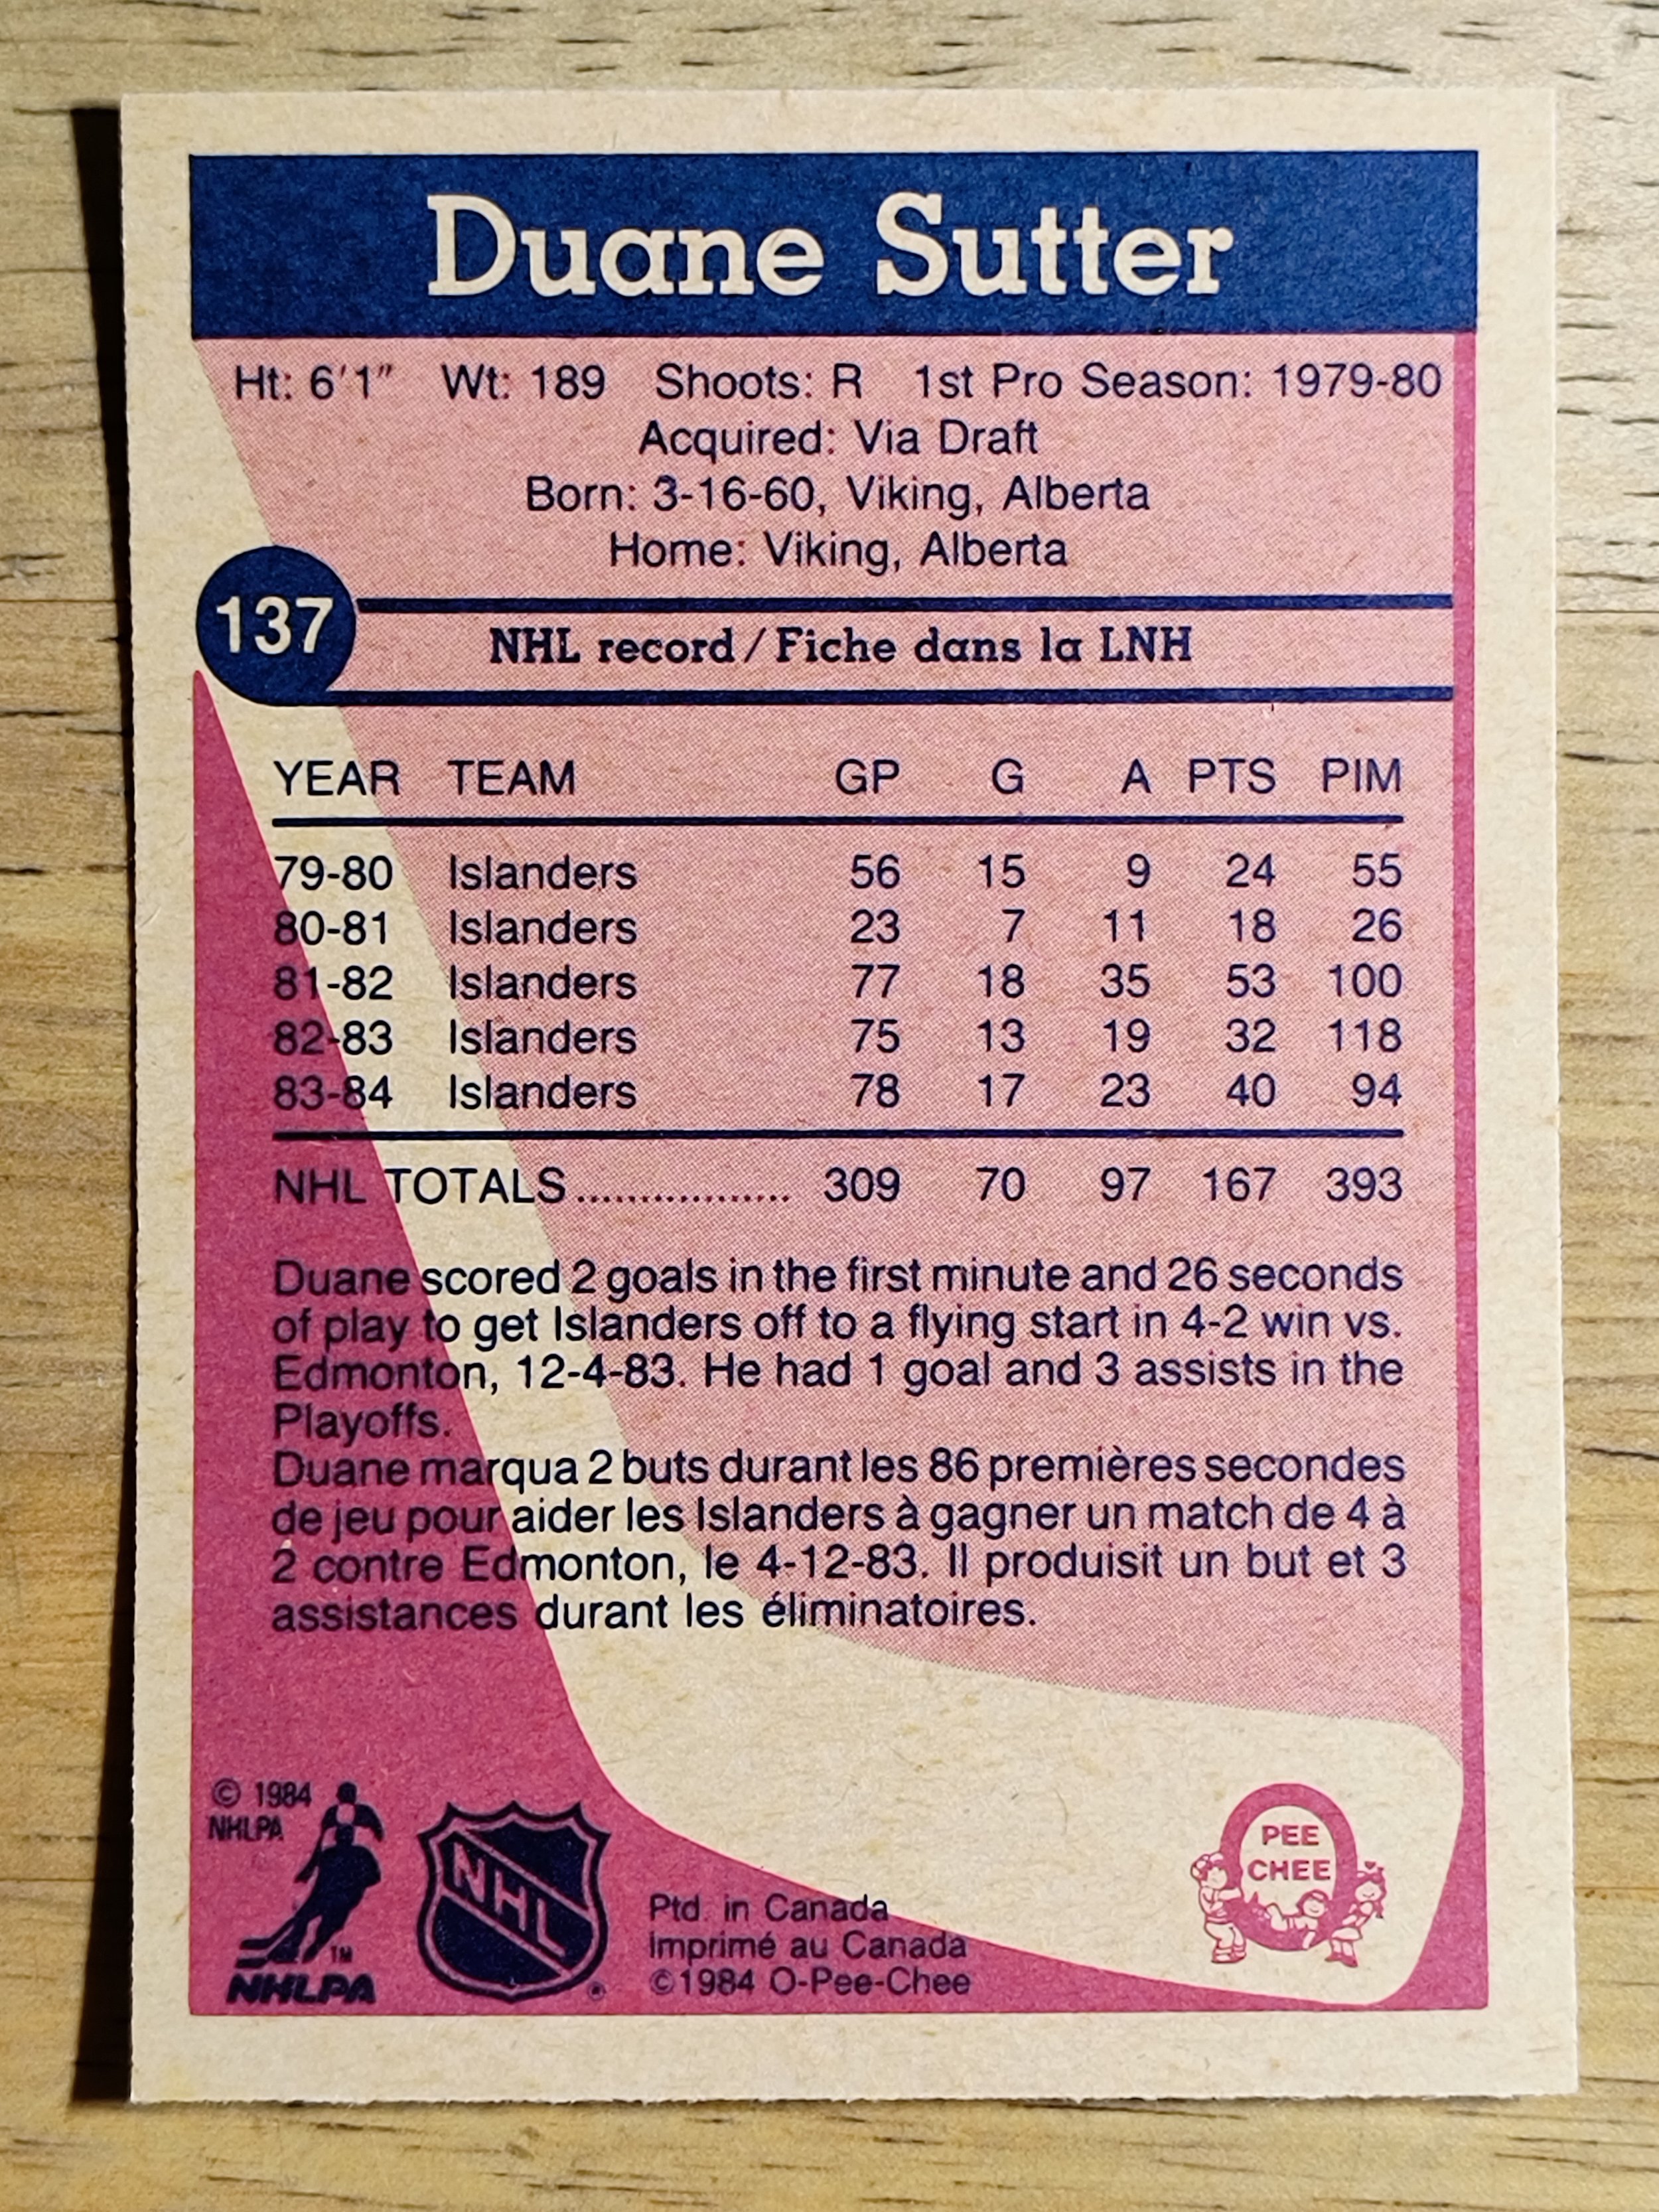 Duane Sutter
Ht: 6'1" Wt: 189 Shoots: R 1st Pro Season: 1979-80
Acquired: Via Draft
Born: 3-16-60, Viking, Alberta
Home: Viking, Alberta
137
NHL record / Fiche dans la LNH
YEAR TEAM GP G A PTS PIM
79-80 Islanders 56 15 9 24 55
80-81 Islanders 23 7 11 18 26
81-82 Islanders 77 18 35 53 100
82-83 Islanders 75 13 19 32 118
83-84 Islanders 78 17 23 40 94
NHL TOTALS................. 309 70 97 167 393
Duane scored 2 goals in the first minute and 26 seconds
of play to get Islanders off to a flying start in 4-2 win vs.
Edmonton, 12-4-83. He had 1 goal and 3 assists in the
Playoffs.
Duane marqua 2 buts durant les 86 premières secondes
de jeu pour aider les Islanders à gagner un match de 4 à
2 contre Edmonton, le 4-12-83. Il produisit un but et 3
assistances durant les éliminatoires.
© 1984
NHLPA
TM
NHLPA
NHL
®
Ptd. in Canada
Imprimé au Canada
©1984 O-Pee-Chee
PEE
CHEE